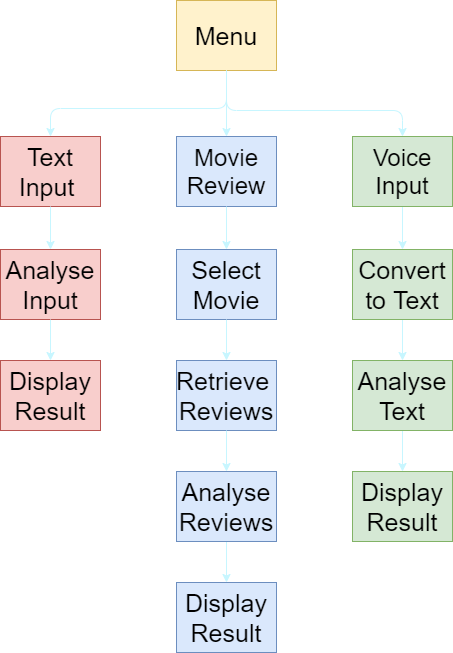 Menu
Text
Input
Movie
Review
Voice
Input
Analyse
Input
Select
Movie
Convert
to Text
Display
Result
Retrieve
Reviews
Analyse
Text
Analyse
Reviews
Display
Result
Display
Result